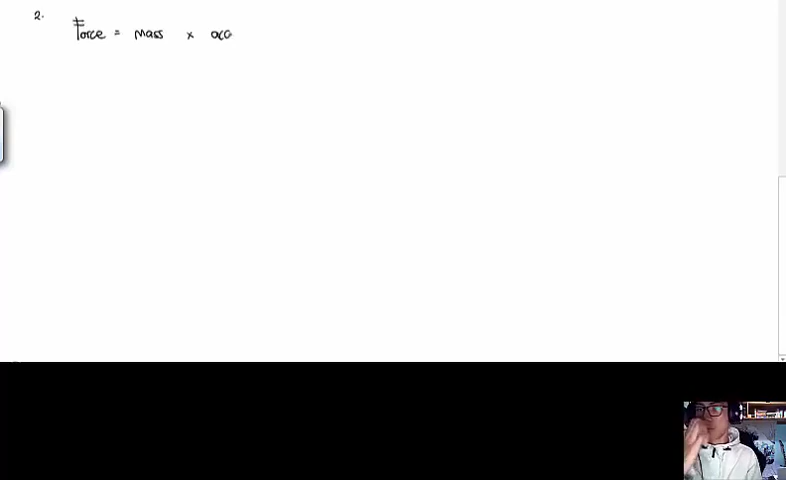 2.
Force = Mass x acc